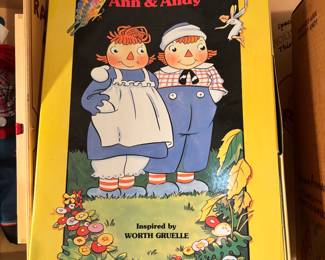 Ann & Andy
Inspired by
WORTH GRUELLE